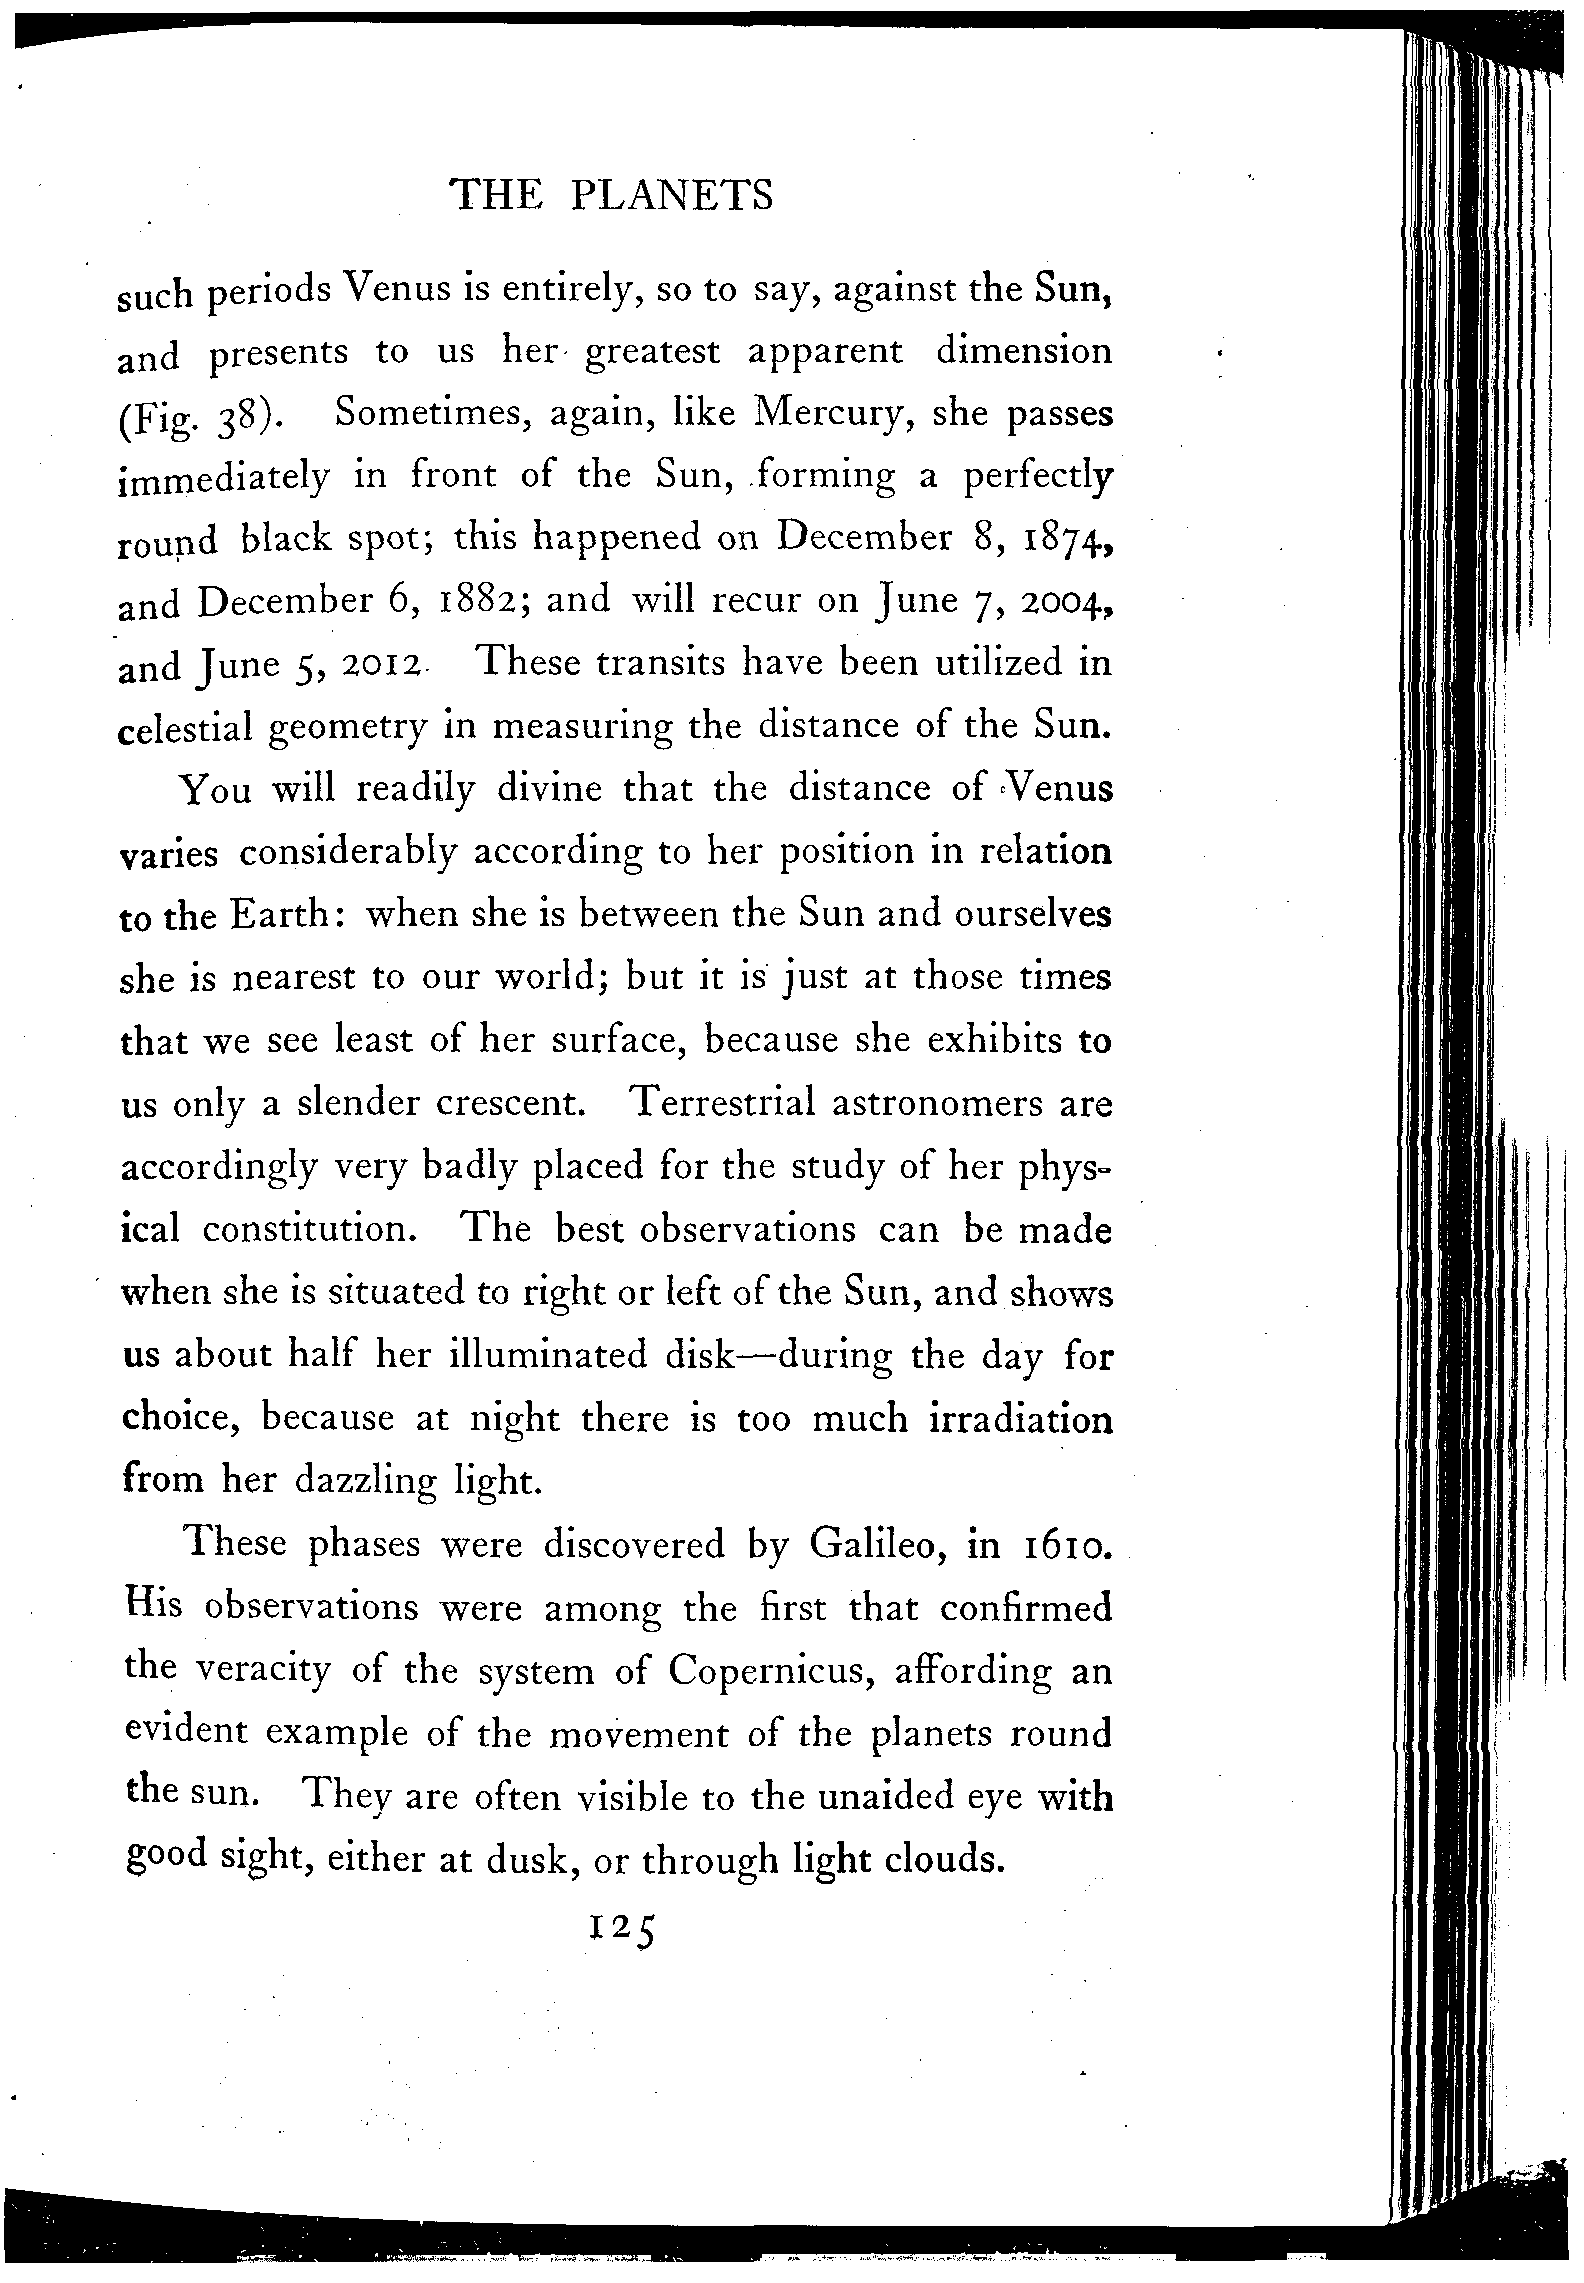 THE PLANETS
such periods Venus is entirely, so to say, against the Sun,
and presents to us her greatest apparent dimension
(Fig. 38). Sometimes, again, like Mercury, she passes
immediately in front of the Sun, forming a perfectly
round black spot; this happened on December 8, 1874,
and December 6, 1882; and will recur on June 7, 2004,
and June 5, 2012. These transits have been utilized in
celestial geometry in measuring the distance of the Sun.
You will readily divine that the distance of Venus
varies considerably according to her position in relation
to the Earth: when she is between the Sun and ourselves
she is nearest to our world; but it is just at those times
that we see least of her surface, because she exhibits to
us only a slender crescent. Terrestrial astronomers are
accordingly very badly placed for the study of her phys-
ical constitution. The best observations can be made
when she is situated to right or left of the Sun, and shows
us about half her illuminated disk—during the day for
choice, because at night there is too much irradiation
from her dazzling light.
These phases were discovered by Galileo, in 1610.
His observations were among the first that confirmed
the veracity of the system of Copernicus, affording an
evident example of the movement of the planets round
the sun. They are often visible to the unaided eye with
good sight, either at dusk, or through light clouds.
125